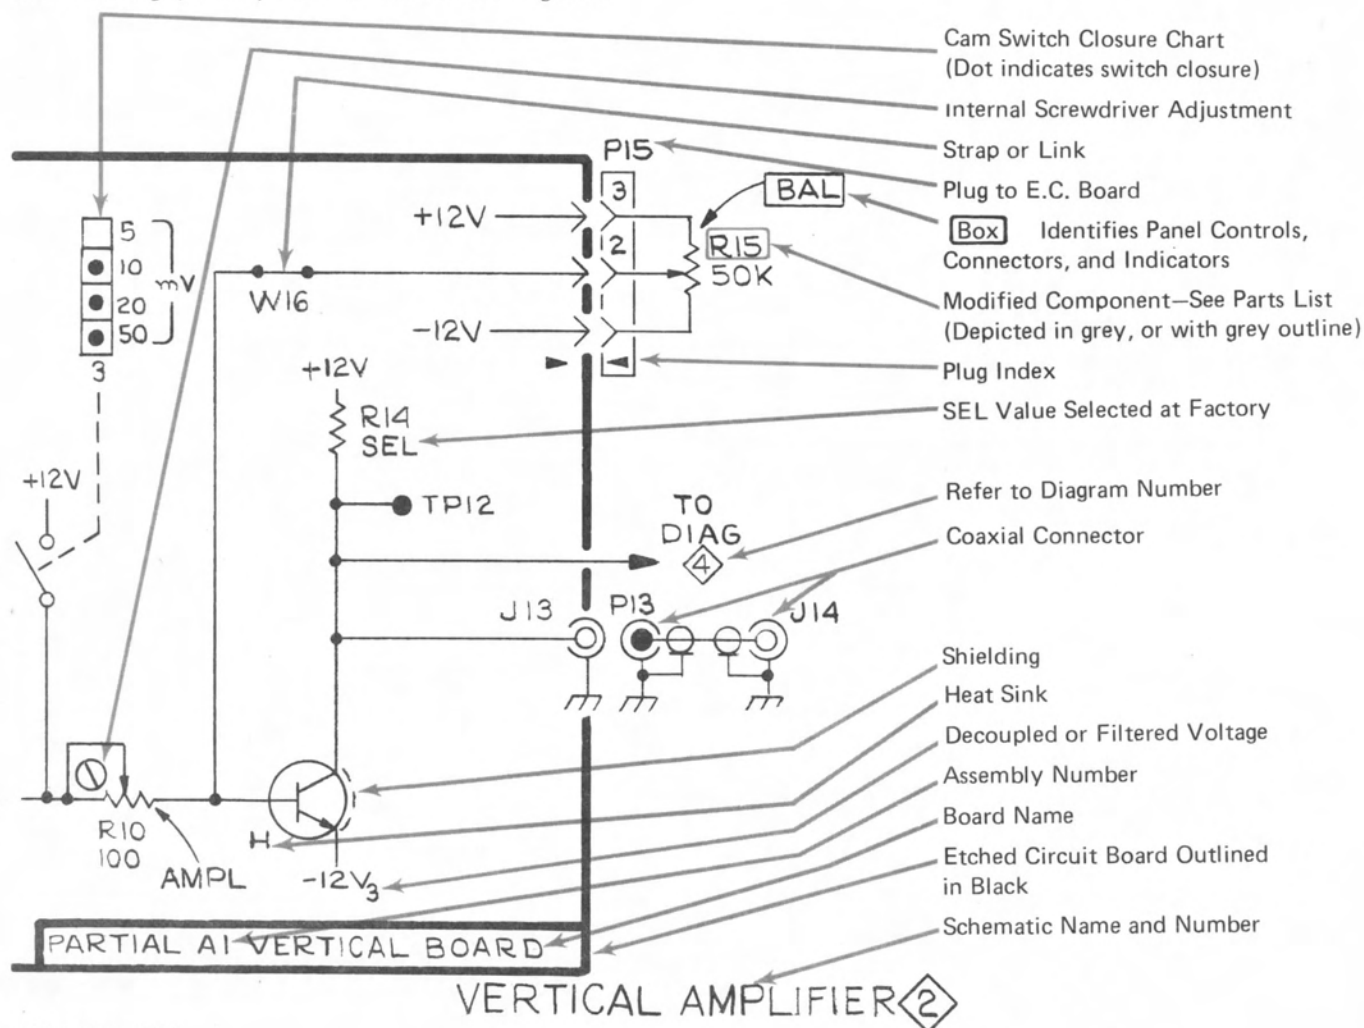 Cam Switch Closure Chart
(Dot indicates switch closure)
Internal Screwdriver Adjustment
Strap or Link
Plug to E.C. Board
Box Identifies Panel Controls,
Connectors, and Indicators
Modified Component—See Parts List
(Depicted in grey, or with grey outline)
Plug Index
SEL Value Selected at Factory
Refer to Diagram Number
Coaxial Connector
Shielding
Heat Sink
Decoupled or Filtered Voltage
Assembly Number
Board Name
Etched Circuit Board Outlined
in Black
Schematic Name and Number
P15
3
BAL
+12V
5
2
R15
10
mV
50K
20
W16
50
-12V
1
3
+12V
R14
SEL
+12V
TP12
TO
DIAG
4
J13
P13
J14
R10
100
H
AMPL
-12V3
PARTIAL A1 VERTICAL BOARD
VERTICAL AMPLIFIER 2